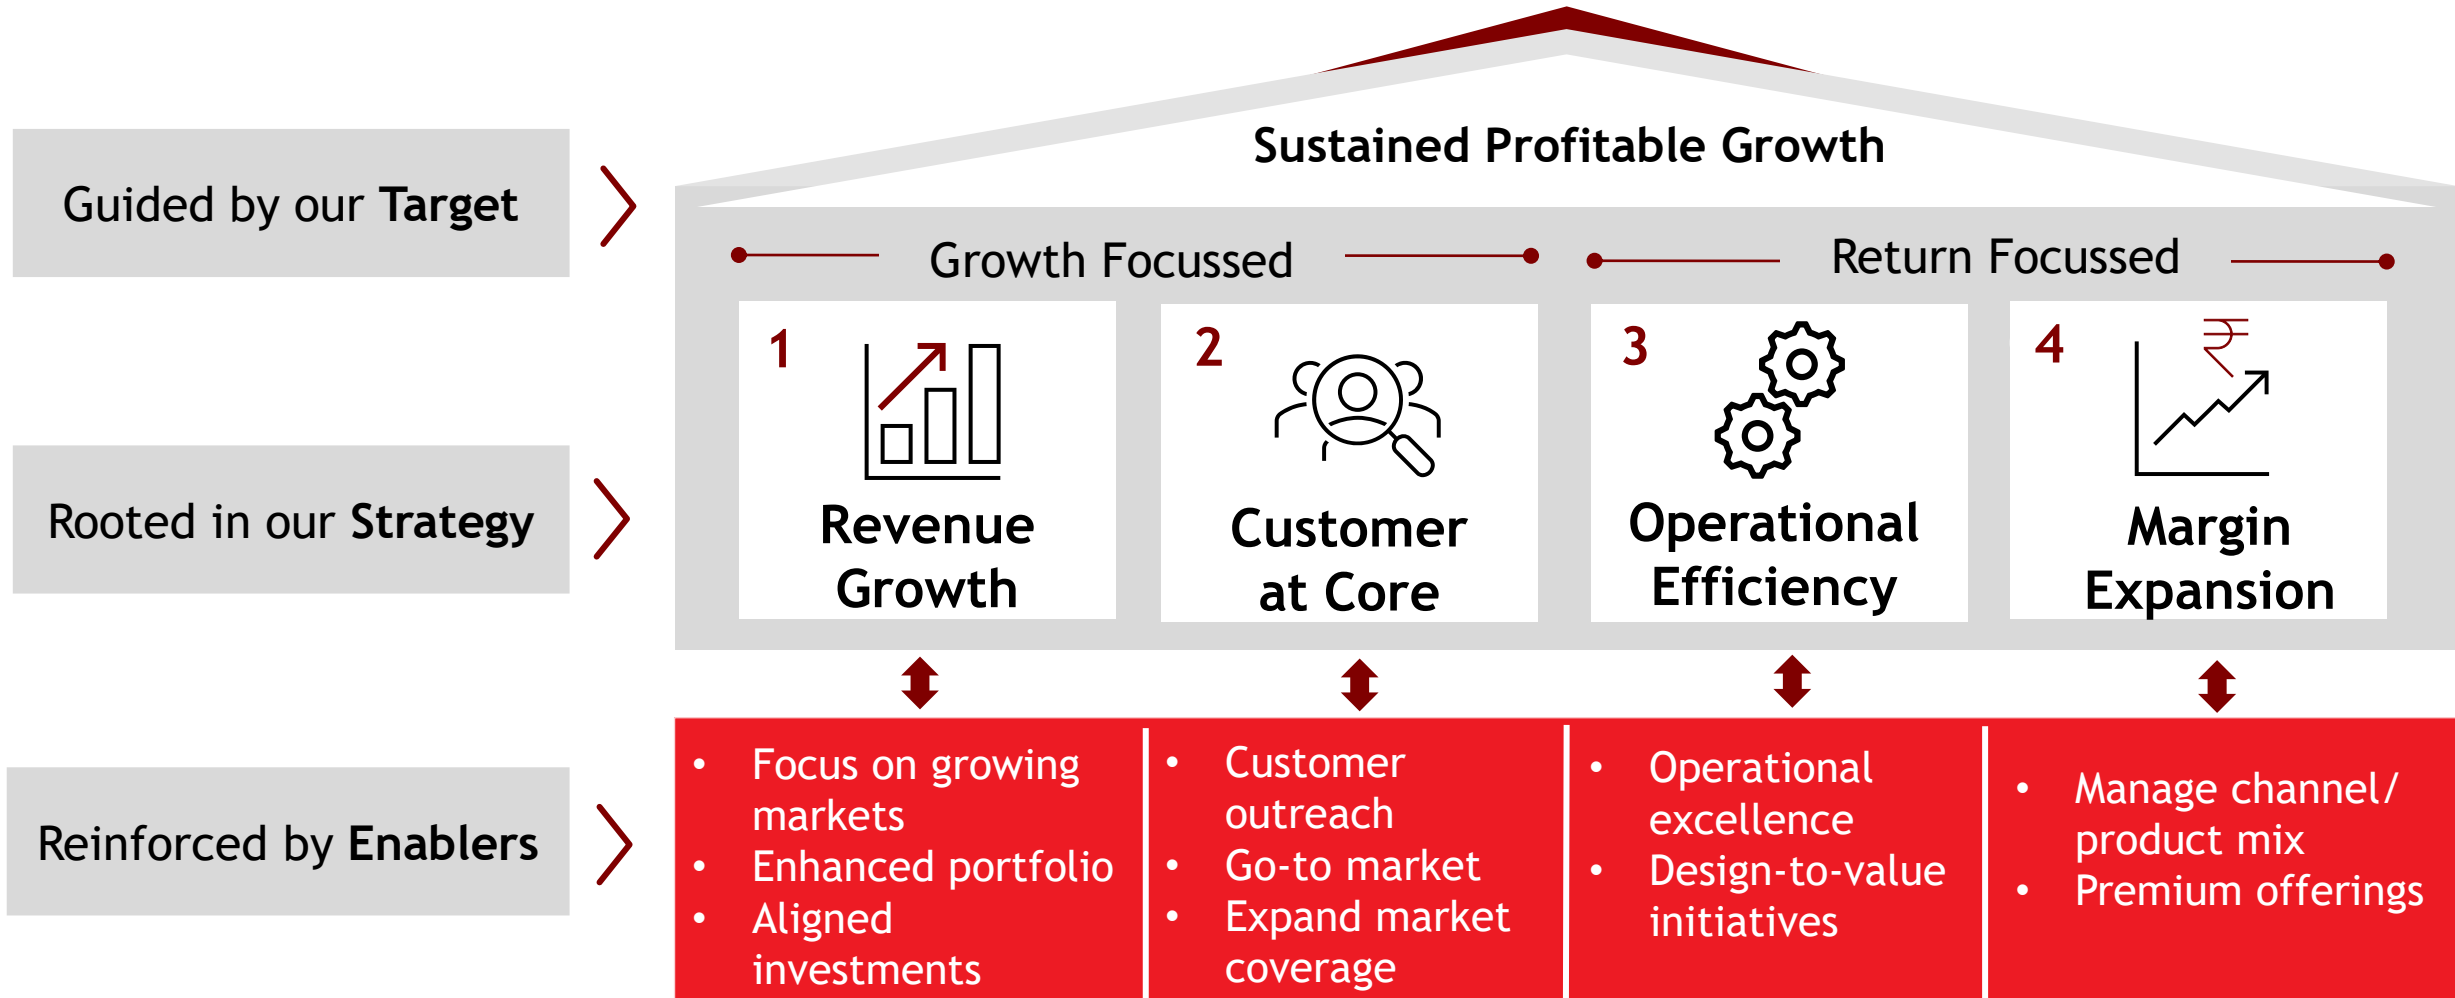 Sustained Profitable Growth
Guided by our Target
Growth Focussed
Return Focussed
1
2
3
4
₹
Rooted in our Strategy
Revenue
Growth
Customer
at Core
Operational
Efficiency
Margin
Expansion
Reinforced by Enablers
• Focus on growing
markets
• Enhanced portfolio
• Aligned
investments
• Customer
outreach
• Go-to market
• Expand market
coverage
• Operational
excellence
• Design-to-value
initiatives
• Manage channel/
product mix
• Premium offerings